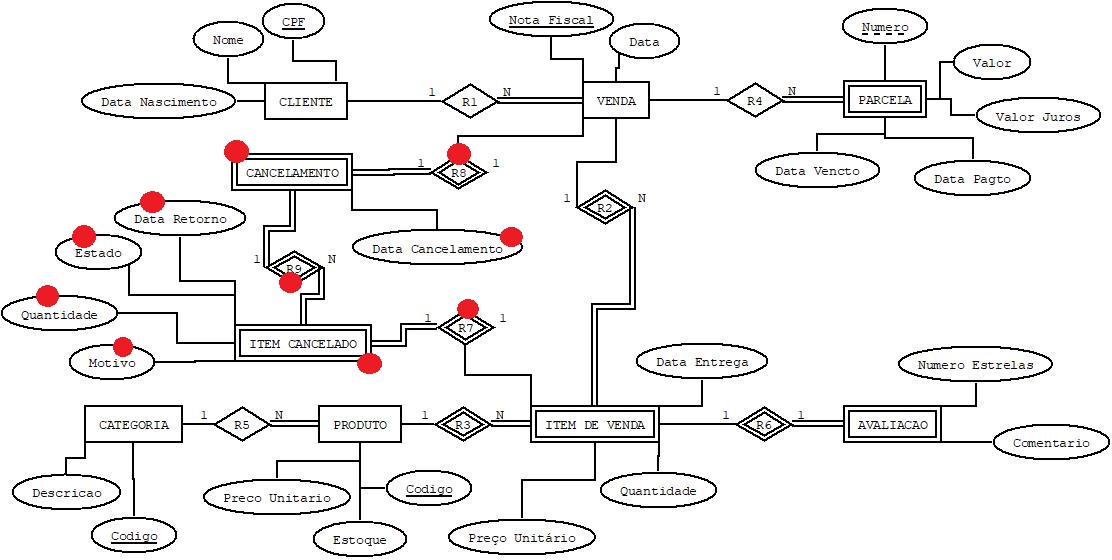 CPF
Nota Fiscal
Numero
Nome
Data
Valor
Data Nascimento
CLIENTE
1
R1
N
VENDA
1
R4
N
PARCELA
Valor Juros
CANCELAMENTO
1
R8
1
Data Vencto
Data Pagto
Data Retorno
1
R2
N
Estado
Data Cancelamento
1
R9
N
Quantidade
ITEM CANCELADO
1
R7
1
Motivo
Data Entrega
Numero Estrelas
CATEGORIA
1
R5
N
PRODUTO
1
R3
N
ITEM DE VENDA
1
R6
1
AVALIACAO
Comentario
Descricao
Preco Unitario
Codigo
Quantidade
Codigo
Estoque
Preço Unitário